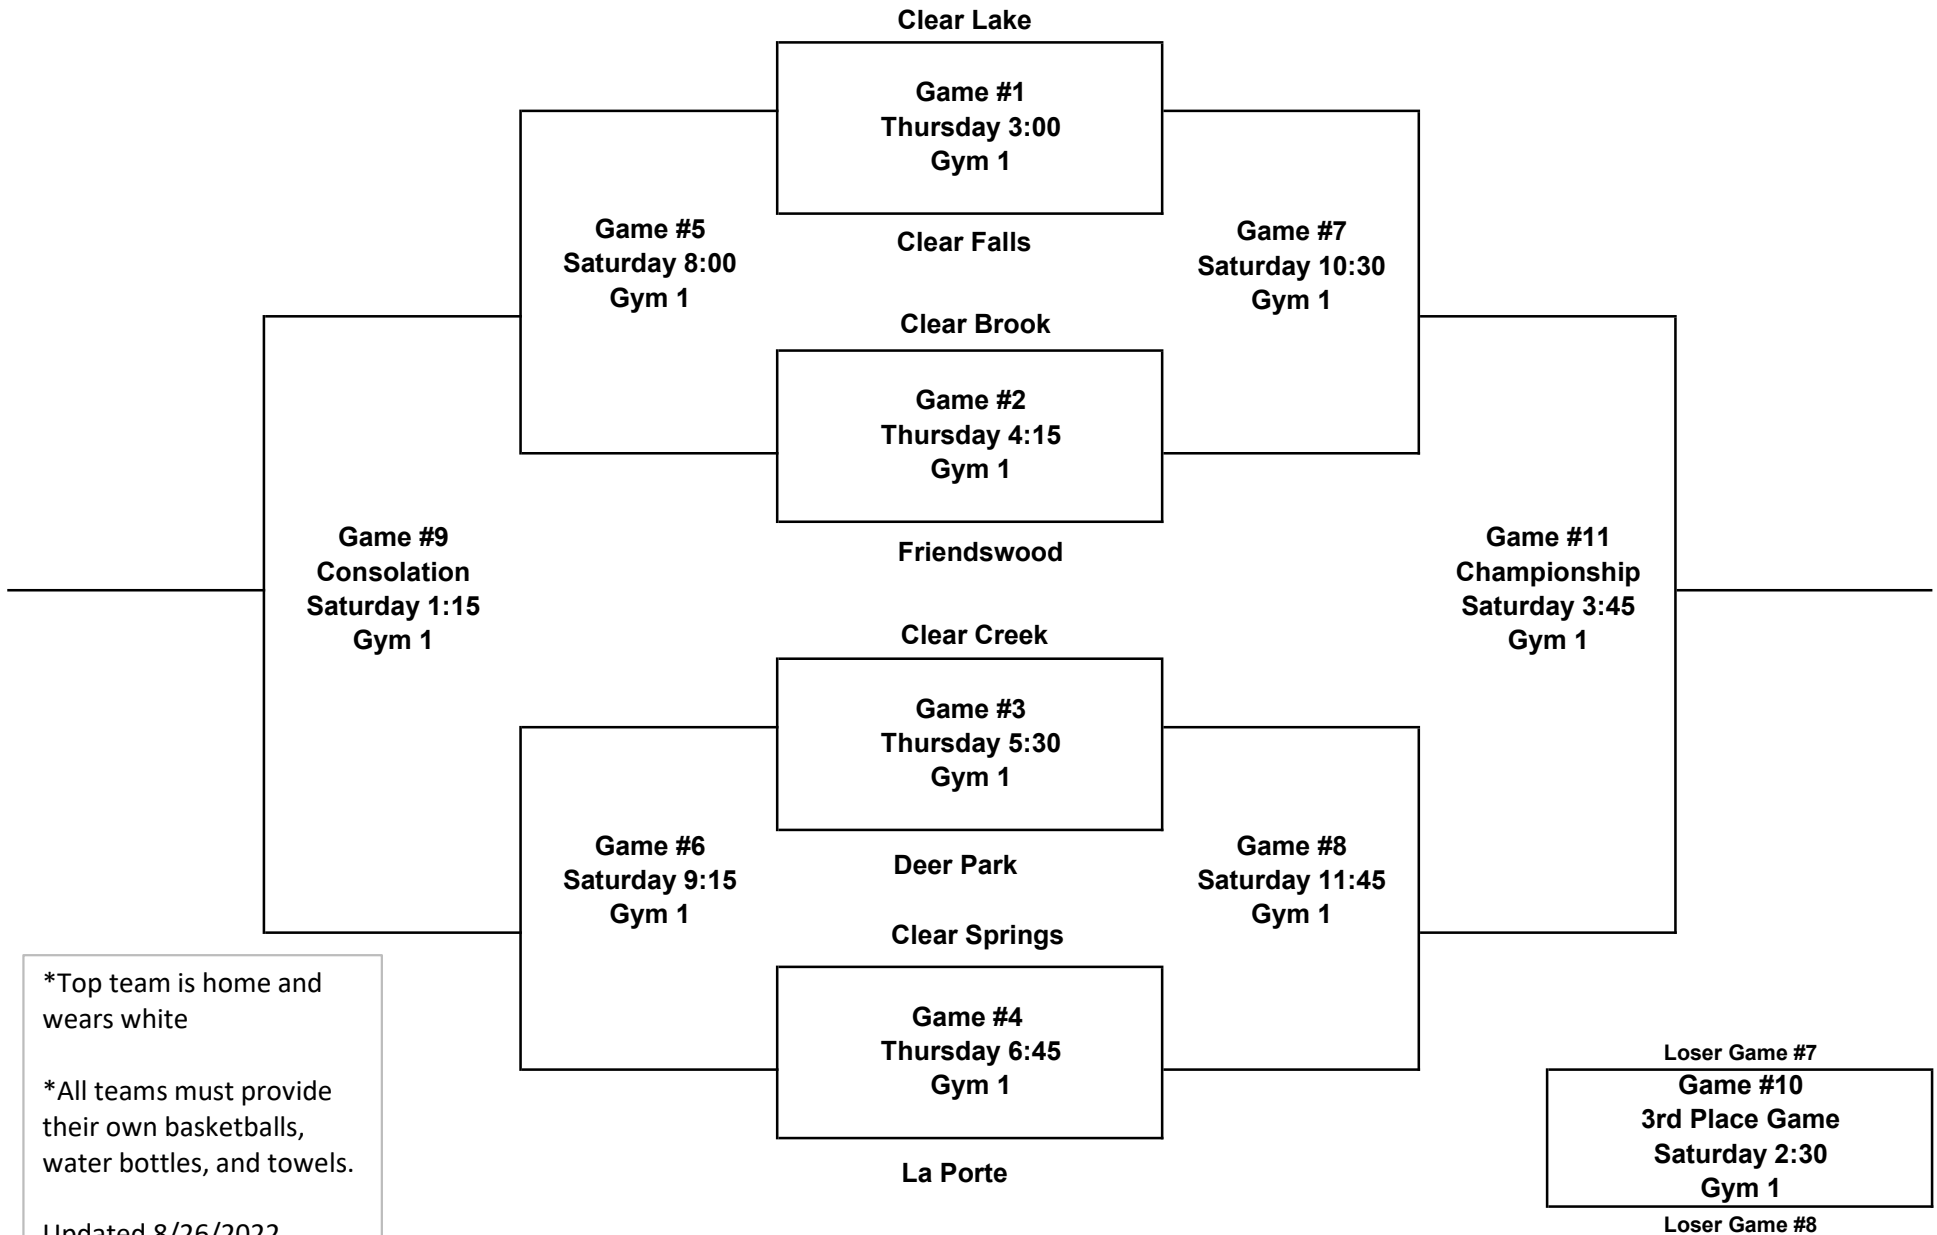 Clear Lake
Game #1
Thursday 3:00
Gym 1
Clear Falls
Game #5
Saturday 8:00
Gym 1
Game #7
Saturday 10:30
Gym 1
Clear Brook
Game #2
Thursday 4:15
Gym 1
Friendswood
Game #9
Consolation
Saturday 1:15
Gym 1
Game #11
Championship
Saturday 3:45
Gym 1
Clear Creek
Game #3
Thursday 5:30
Gym 1
Deer Park
Game #6
Saturday 9:15
Gym 1
Game #8
Saturday 11:45
Gym 1
Clear Springs
Game #4
Thursday 6:45
Gym 1
La Porte
*Top team is home and
wears white
*All teams must provide
their own basketballs,
water bottles, and towels.
Updated 8/26/2022
Loser Game #7
Game #10
3rd Place Game
Saturday 2:30
Gym 1
Loser Game #8